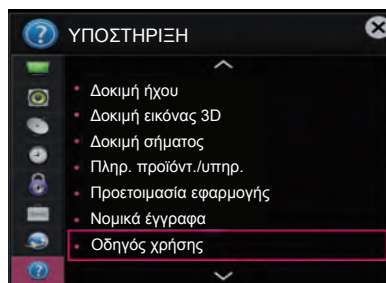 ΥΠΟΣΤΗΡΙΞΗ
Δοκιμή ήχου
Δοκιμή εικόνας 3D
Δοκιμή σήματος
Πληρ. προϊόντ./υπηρ.
Προετοιμασία εφαρμογής
Νομικά έγγραφα
Οδηγός χρήσης